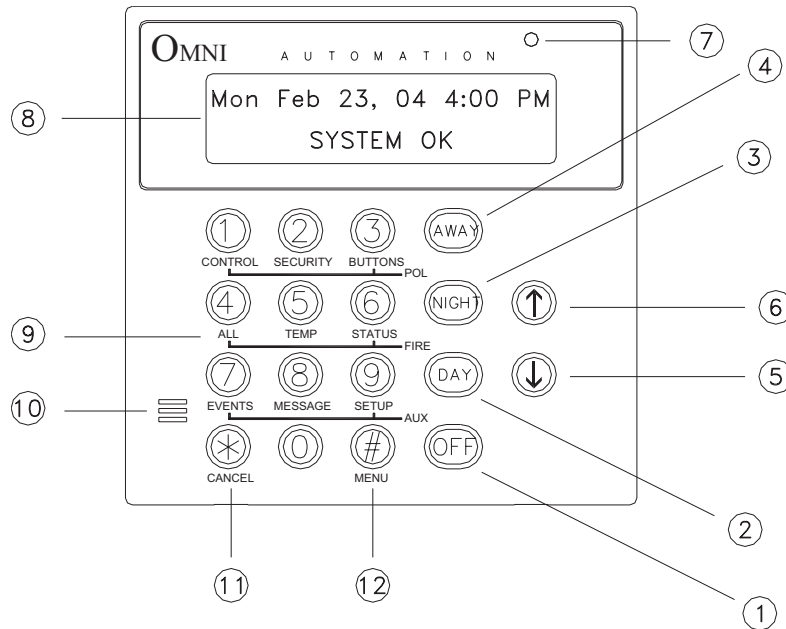 OMNI AUTOMATION 7
4
Mon Feb 23, 04 4:00 PM
8
SYSTEM OK
3
1 2 3 AWAY
CONTROL SECURITY BUTTONS
POL
4 5 6 NIGHT ↑ 6
9 ALL TEMP STATUS
FIRE
7 8 9 DAY ↓ 5
EVENTS MESSAGE SETUP
10
AUX
* 0 # OFF
CANCEL MENU
2
11 12
1